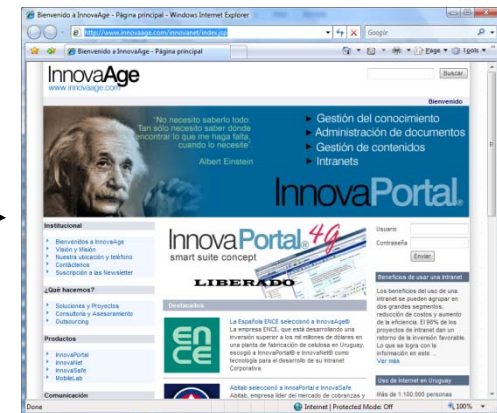 Bienvenido a InnovaAge - Página principal - Windows Internet Explorer
http://www.innovaage.com/innovanet/index.jsp
Google
Bienvenido a InnovaAge - Página principal
Page
Tools
InnovaAge
www.innovaage.com
Buscar
Bienvenido
"No necesito saberlo todo.
Tan sólo necesito saber dónde
encontrar lo que me haga falta,
cuando lo necesite"
Albert Einstein
Gestión del conocimiento
Administración de documentos
Gestión de contenidos
Intranets
InnovaPortal®
Institucional
Bienvenidos a InnovaAge
Visión y Misión
Nuestra ubicación y teléfono
Contáctenos
Suscripción a las Newsletter
¿Qué hacemos?
Soluciones y Proyectos
Consultoría y Asesoramiento
Outsourcing
Productos
InnovaPortal
InnovaNet
InnovaSafe
MobileLab
Comunicación
InnovaPortal® 4G
smart suite concept
LIBERADO
Destacados
ENCE
La Española ENCE seleccionó a InnovaAge®
La empresa ENCE, que está desarrollando una
inversión superior a los mil millones de dólares en
una planta de fabricación de celulosa en Uruguay,
escogió a InnovaPortal® e InnovaNet® como
tecnología para el desarrollo de su Intranet
Corporativa
Abitab seleccionó a InnovaPortal e InnovaSafe
Abitab, empresa líder del mercado de cobranzas y
Usuario
Contraseña
Enviar
Beneficios de usar una Intranet
Los beneficios del uso de una
intranet se pueden agrupar en
dos grandes segmentos;
reducción de costos y aumento
de la eficiencia. El 96% de los
proyectos de intranet dan un
retorno de la inversión favorable.
Lo que se logra con la
información en este ...
Ver más
Uso de Internet en Uruguay
Más de 1.100.000 personas
Done
Internet | Protected Mode: Off
100%